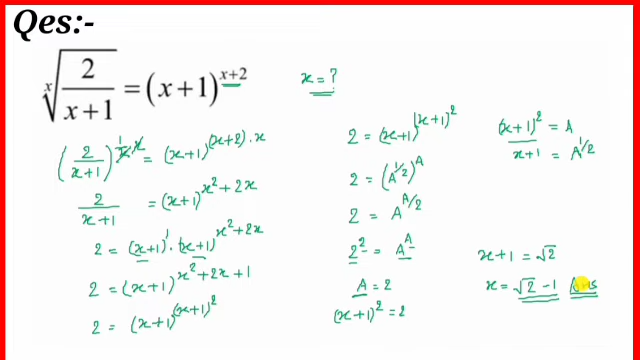 Qes:-
ˣ√(2/(x+1)) = (x+1)^(x+2)
x = ?
(2/(x+1))^(1/x · x) = (x+1)^((x+2)·x)
2/(x+1) = (x+1)^(x²+2x)
2 = (x+1)¹ · (x+1)^(x²+2x)
2 = (x+1)^(x²+2x+1)
2 = (x+1)^((x+1)²)
2 = (x+1)^((x+1)²)
2 = (A^(1/2))^A
2 = A^(A/2)
2² = A^A
A = 2
(x+1)² = 2
(x+1)² = A
x+1 = A^(1/2)
x+1 = √2
x = √2 - 1 Ans